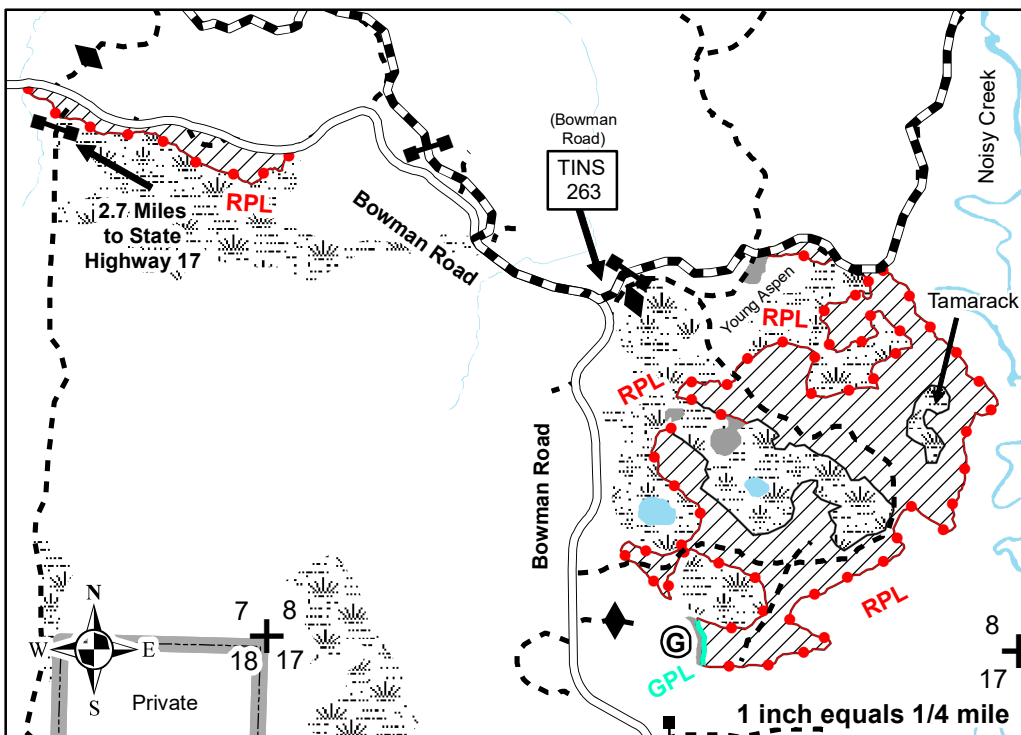 Noisy Creek
(Bowman
Road)
TINS
263
RPL
2.7 Miles
to State
Highway 17
Bowman Road
Young Aspen
RPL
Tamarack
RPL
Bowman Road
RPL
N
W E
S
7 8
18 17
Private
G
GPL
8
17
1 inch equals 1/4 mile